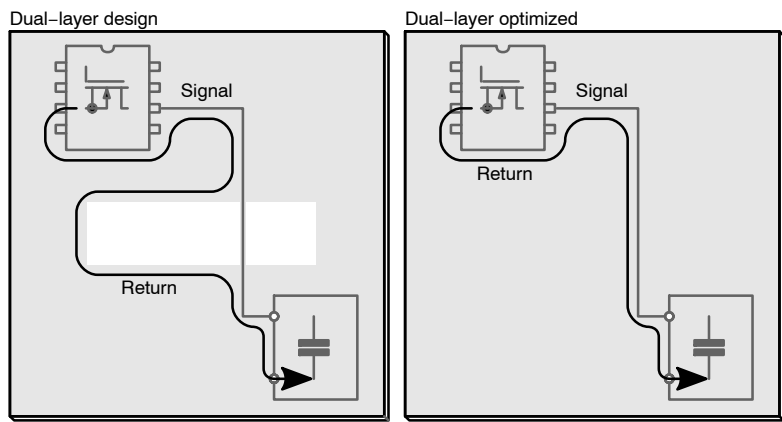 Dual−layer design
Dual−layer optimized
Signal
Signal
Return
Return